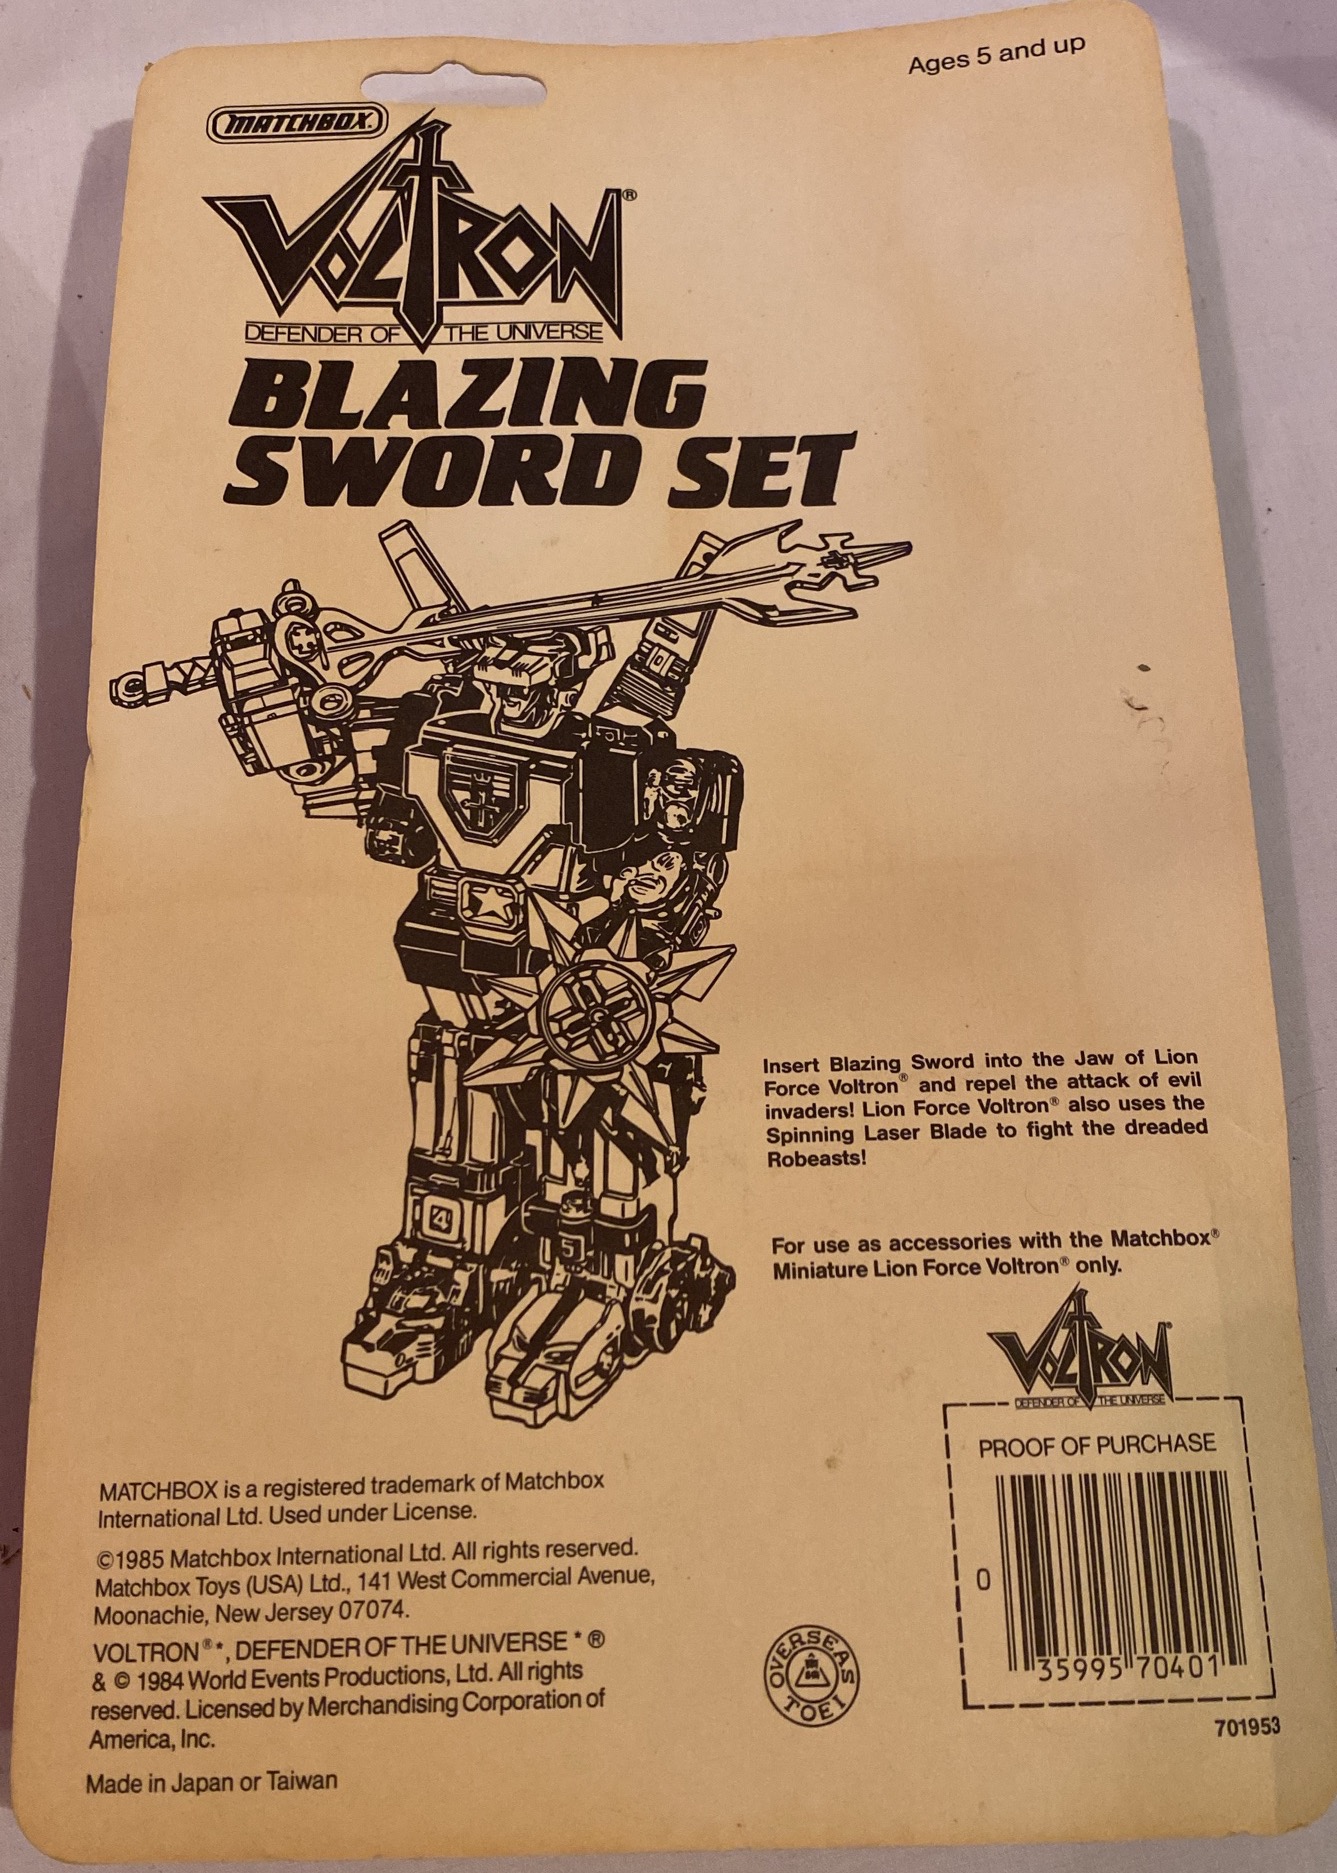 Ages 5 and up
MATCHBOX®
VOLTRON®
DEFENDER OF THE UNIVERSE
BLAZING
SWORD SET
Insert Blazing Sword into the Jaw of Lion
Force Voltron® and repel the attack of evil
invaders! Lion Force Voltron® also uses the
Spinning Laser Blade to fight the dreaded
Robeasts!
For use as accessories with the Matchbox®
Miniature Lion Force Voltron® only.
4
5
VOLTRON®
DEFENDER OF THE UNIVERSE
PROOF OF PURCHASE
0 35995 70401
701953
MATCHBOX is a registered trademark of Matchbox
International Ltd. Used under License.
©1985 Matchbox International Ltd. All rights reserved.
Matchbox Toys (USA) Ltd., 141 West Commercial Avenue,
Moonachie, New Jersey 07074.
VOLTRON®*, DEFENDER OF THE UNIVERSE * ®
& © 1984 World Events Productions, Ltd. All rights
reserved. Licensed by Merchandising Corporation of
America, Inc.
Made in Japan or Taiwan
OVERSEAS
TOEI